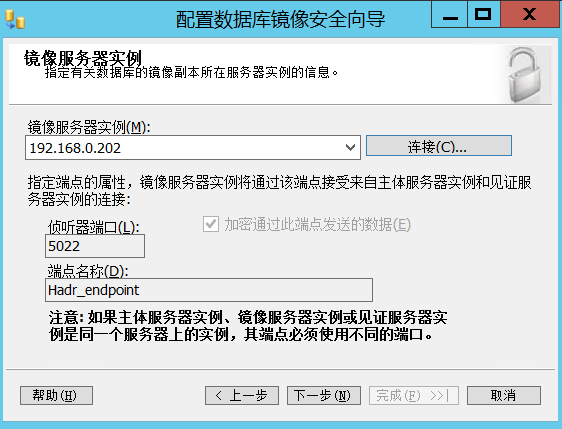 配置数据库镜像安全向导
镜像服务器实例
指定有关数据库的镜像副本所在服务器实例的信息。
镜像服务器实例(M):
192.168.0.202
连接(C)...
指定端点的属性，镜像服务器实例将通过该端点接受来自主体服务器实例和见证服
务器实例的连接:
侦听器端口(L):
加密通过此端点发送的数据(E)
5022
端点名称(D):
Hadr_endpoint
注意: 如果主体服务器实例、镜像服务器实例或见证服务器实
例是同一个服务器上的实例，其端点必须使用不同的端口。
帮助(H)
< 上一步
下一步(N)
完成(F) >>|
取消